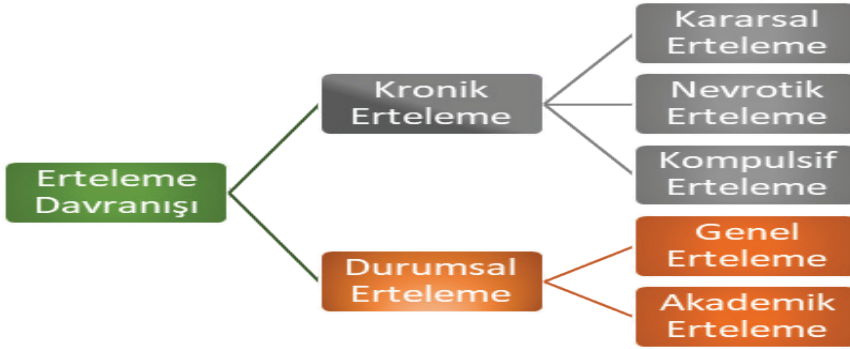 Erteleme
Davranışı
Kronik
Erteleme
Kararsal
Erteleme
Nevrotik
Erteleme
Kompulsif
Erteleme
Durumsal
Erteleme
Genel
Erteleme
Akademik
Erteleme